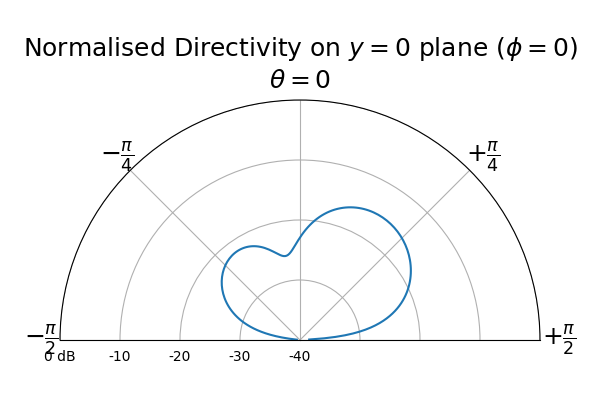 Normalised Directivity on y = 0 plane (ϕ = 0)
θ = 0
−π/4
+π/4
−π/2
+π/2
0 dB -10 -20 -30 -40